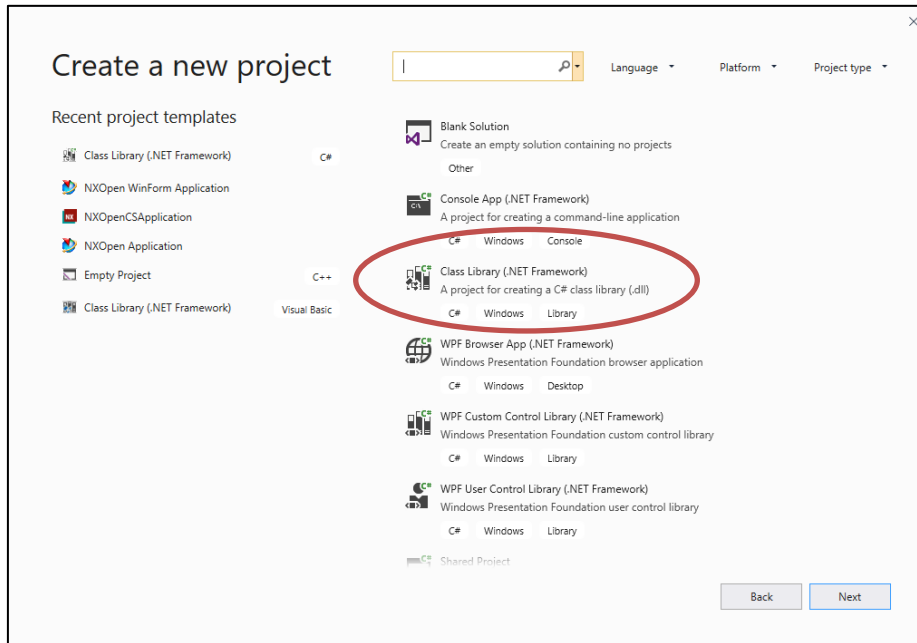 Create a new project
Language
Platform
Project type
Recent project templates
Class Library (.NET Framework)
C#
NXOpen WinForm Application
NX
NXOpenCSApplication
NXOpen Application
Empty Project
C++
Class Library (.NET Framework)
Visual Basic
Blank Solution
Create an empty solution containing no projects
Other
C#
C:\
Console App (.NET Framework)
A project for creating a command-line application
C# Windows Console
C#
Class Library (.NET Framework)
A project for creating a C# class library (.dll)
C# Windows Library
C#
WPF Browser App (.NET Framework)
Windows Presentation Foundation browser application
C# Windows Desktop
C#
WPF Custom Control Library (.NET Framework)
Windows Presentation Foundation custom control library
C# Windows Library
C#
WPF User Control Library (.NET Framework)
Windows Presentation Foundation user control library
C# Windows Library
C#
Shared Project
Back
Next